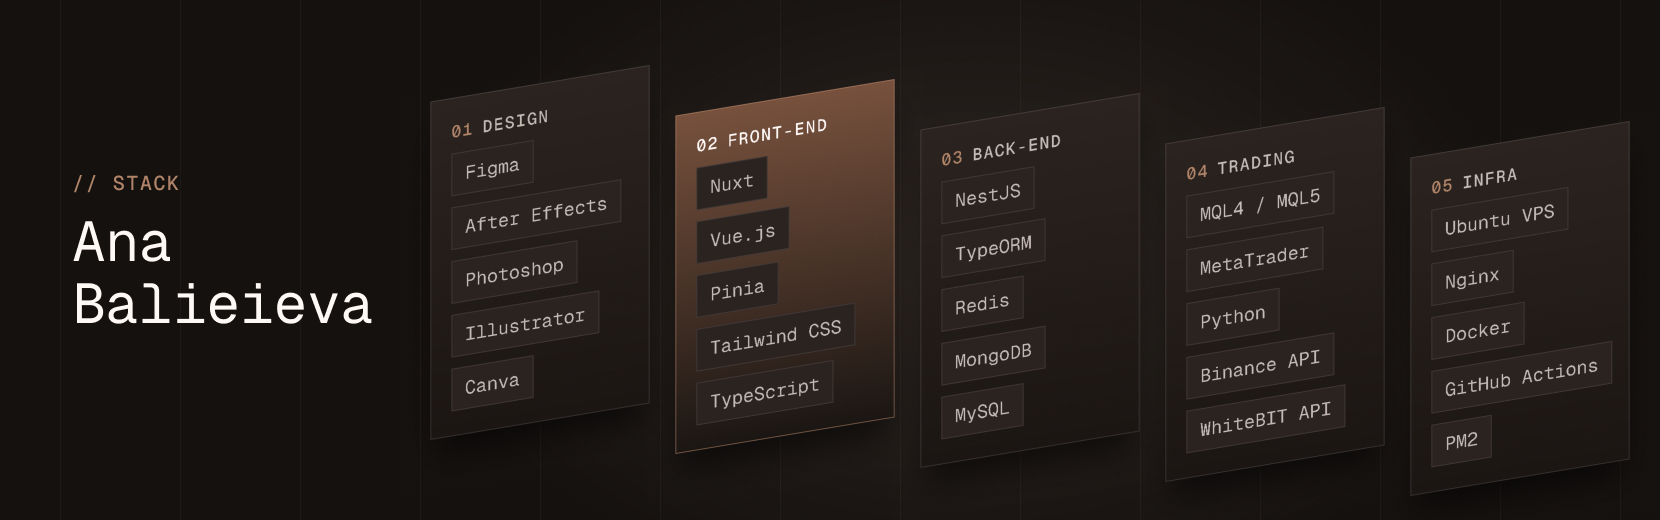 // STACK
Ana
Balieieva
01 DESIGN
Figma
After Effects
Photoshop
Illustrator
Canva
02 FRONT-END
Nuxt
Vue.js
Pinia
Tailwind CSS
TypeScript
03 BACK-END
NestJS
TypeORM
Redis
MongoDB
MySQL
04 TRADING
MQL4 / MQL5
MetaTrader
Python
Binance API
WhiteBIT API
05 INFRA
Ubuntu VPS
Nginx
Docker
GitHub Actions
PM2